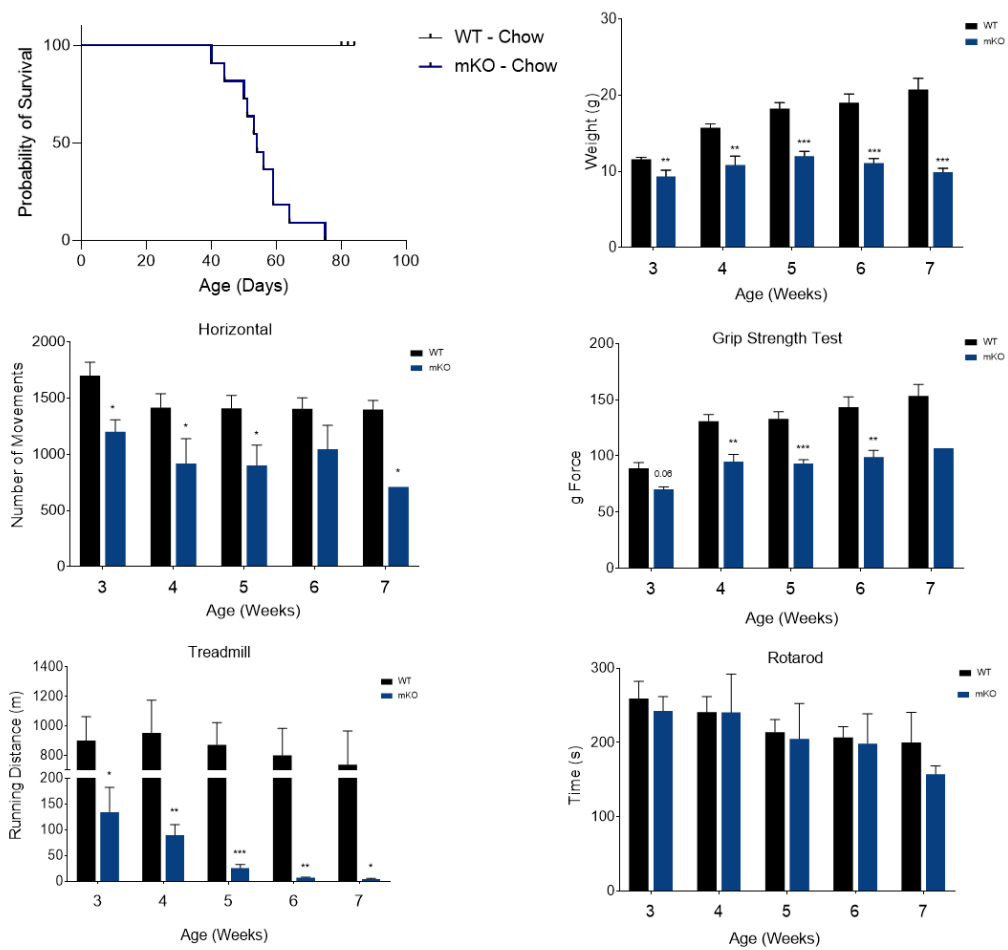 WT - Chow
mKO - Chow
Probability of Survival
100
50
0
0 20 40 60 80 100
Age (Days)
WT
mKO
Weight (g)
30
20
10
0
** ** *** *** ***
3 4 5 6 7
Age (Weeks)
Horizontal
WT
mKO
Number of Movements
2000
1500
1000
500
0
* * * *
3 4 5 6 7
Age (Weeks)
Grip Strength Test
WT
mKO
g Force
200
150
100
50
0
0.06 ** *** **
3 4 5 6 7
Age (Weeks)
Treadmill
WT
mKO
Running Distance (m)
1400
1200
1000
800
200
150
100
50
0
* ** *** ** *
3 4 5 6 7
Age (Weeks)
Rotarod
WT
mKO
Time (s)
300
200
100
0
3 4 5 6 7
Age (Weeks)